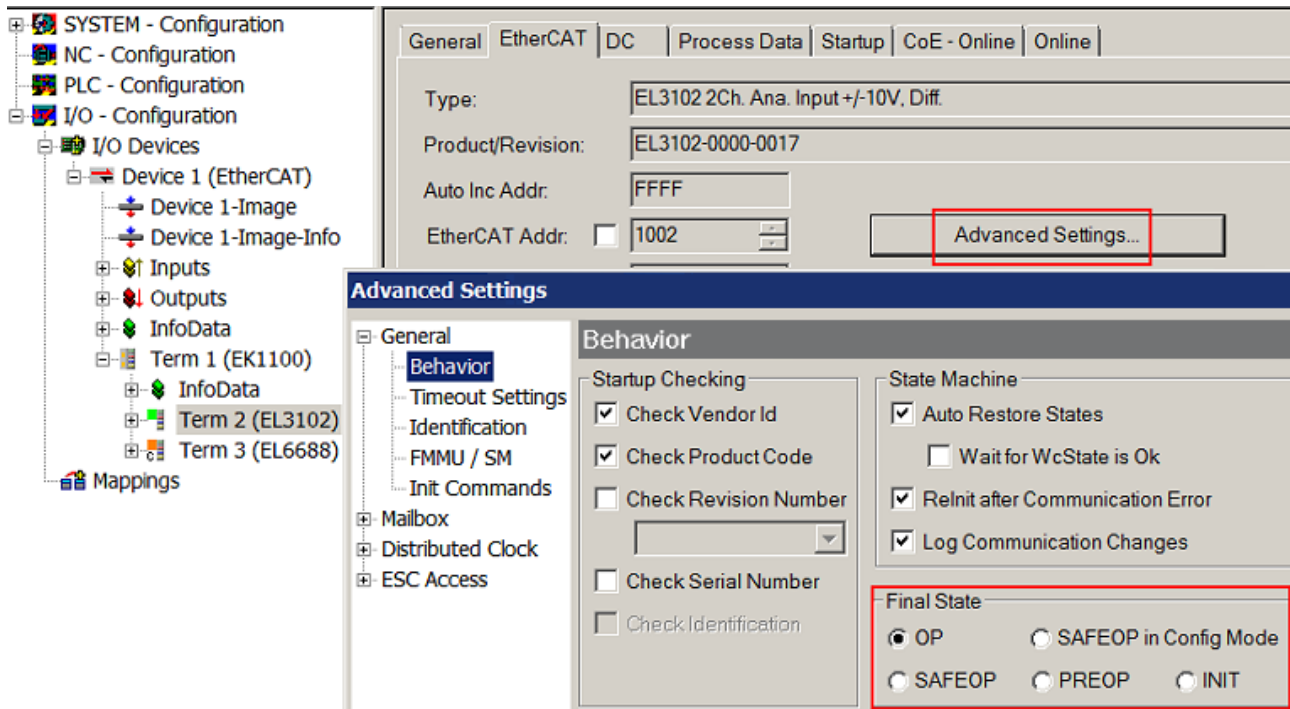 SYSTEM - Configuration
NC - Configuration
PLC - Configuration
I/O - Configuration
I/O Devices
Device 1 (EtherCAT)
Device 1-Image
Device 1-Image-Info
Inputs
Outputs
InfoData
Term 1 (EK1100)
InfoData
Term 2 (EL3102)
Term 3 (EL6688)
Mappings
General EtherCAT DC Process Data Startup CoE - Online Online
Type: EL3102 2Ch. Ana. Input +/-10V, Diff.
Product/Revision: EL3102-0000-0017
Auto Inc Addr: FFFF
EtherCAT Addr: 1002 Advanced Settings...
Advanced Settings
General
Behavior
Timeout Settings
Identification
FMMU / SM
Init Commands
Mailbox
Distributed Clock
ESC Access
Behavior
Startup Checking
Check Vendor Id
Check Product Code
Check Revision Number
Check Serial Number
Check Identification
State Machine
Auto Restore States
Wait for WcState is Ok
ReInit after Communication Error
Log Communication Changes
Final State
OP SAFEOP in Config Mode
SAFEOP PREOP INIT